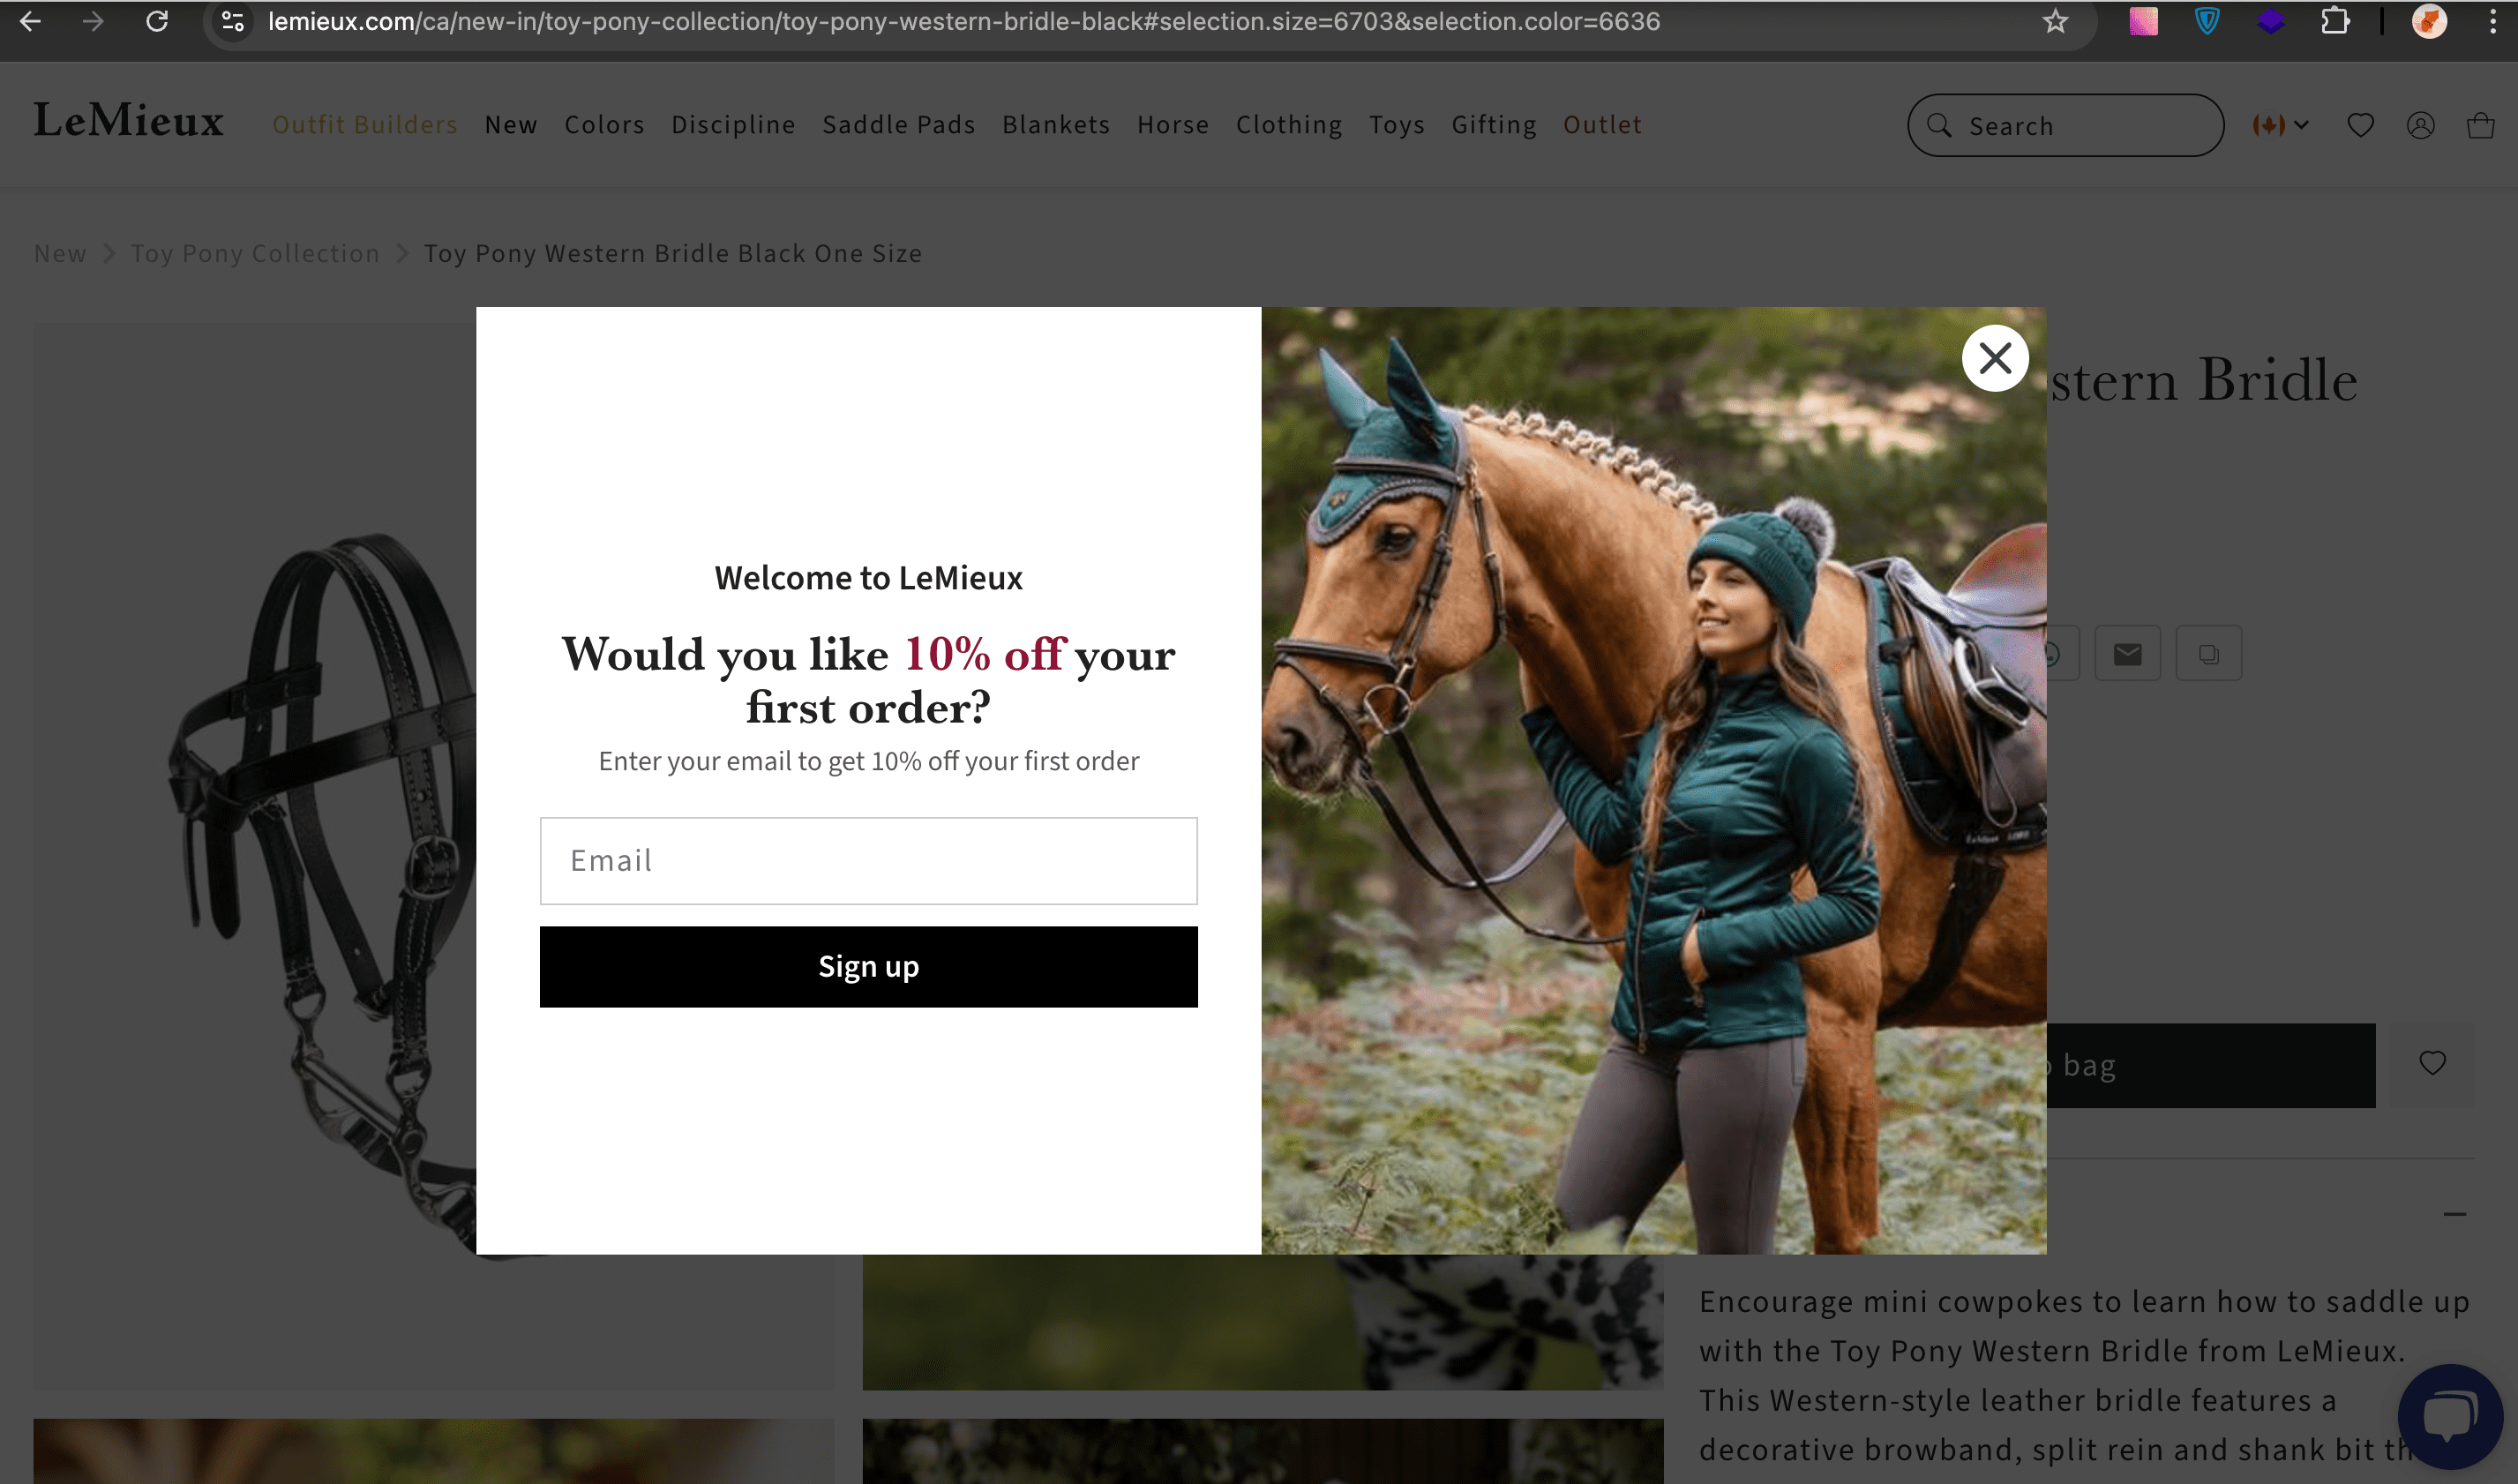 lemieux.com/ca/new-in/toy-pony-collection/toy-pony-western-bridle-black#selection.size=6703&selection.color=6636
LeMieux
Outfit Builders
New
Colors
Discipline
Saddle Pads
Blankets
Horse
Clothing
Toys
Gifting
Outlet
Search
New > Toy Pony Collection > Toy Pony Western Bridle Black One Size
stern Bridle
Welcome to LeMieux
Would you like 10% off your
first order?
Enter your email to get 10% off your first order
Email
Sign up
bag
Encourage mini cowpokes to learn how to saddle up
with the Toy Pony Western Bridle from LeMieux.
This Western-style leather bridle features a
decorative browband, split rein and shank bit